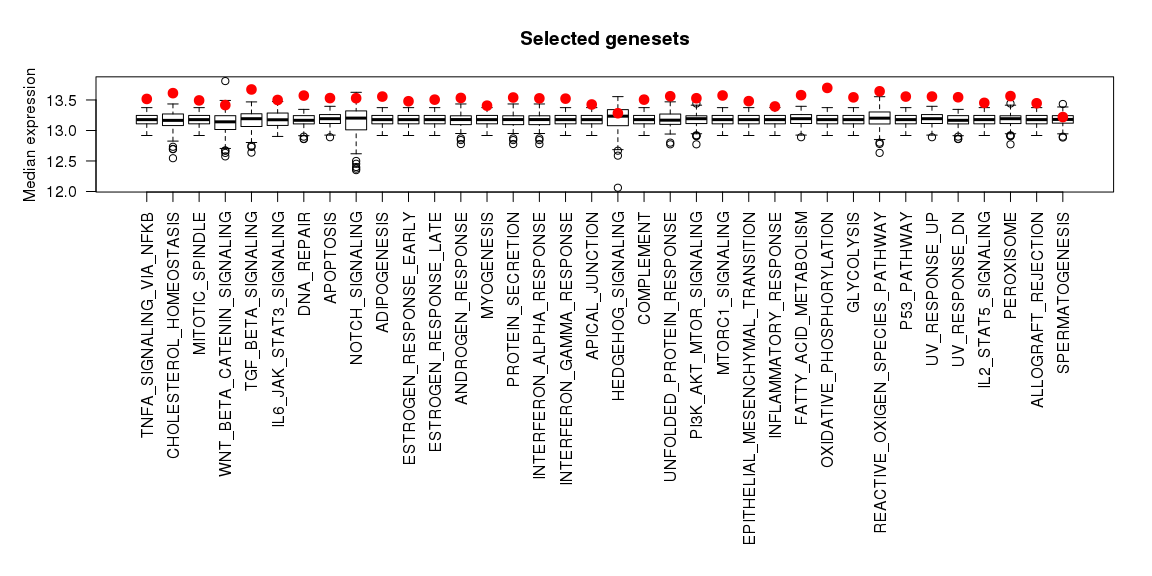 Selected genesets
Median expression
13.5
13.0
12.5
12.0
TNFA_SIGNALING_VIA_NFKB
CHOLESTEROL_HOMEOSTASIS
MITOTIC_SPINDLE
WNT_BETA_CATENIN_SIGNALING
TGF_BETA_SIGNALING
IL6_JAK_STAT3_SIGNALING
DNA_REPAIR
APOPTOSIS
NOTCH_SIGNALING
ADIPOGENESIS
ESTROGEN_RESPONSE_EARLY
ESTROGEN_RESPONSE_LATE
ANDROGEN_RESPONSE
MYOGENESIS
PROTEIN_SECRETION
INTERFERON_ALPHA_RESPONSE
INTERFERON_GAMMA_RESPONSE
APICAL_JUNCTION
HEDGEHOG_SIGNALING
COMPLEMENT
UNFOLDED_PROTEIN_RESPONSE
PI3K_AKT_MTOR_SIGNALING
MTORC1_SIGNALING
EPITHELIAL_MESENCHYMAL_TRANSITION
INFLAMMATORY_RESPONSE
FATTY_ACID_METABOLISM
OXIDATIVE_PHOSPHORYLATION
GLYCOLYSIS
REACTIVE_OXIGEN_SPECIES_PATHWAY
P53_PATHWAY
UV_RESPONSE_UP
UV_RESPONSE_DN
IL2_STAT5_SIGNALING
PEROXISOME
ALLOGRAFT_REJECTION
SPERMATOGENESIS